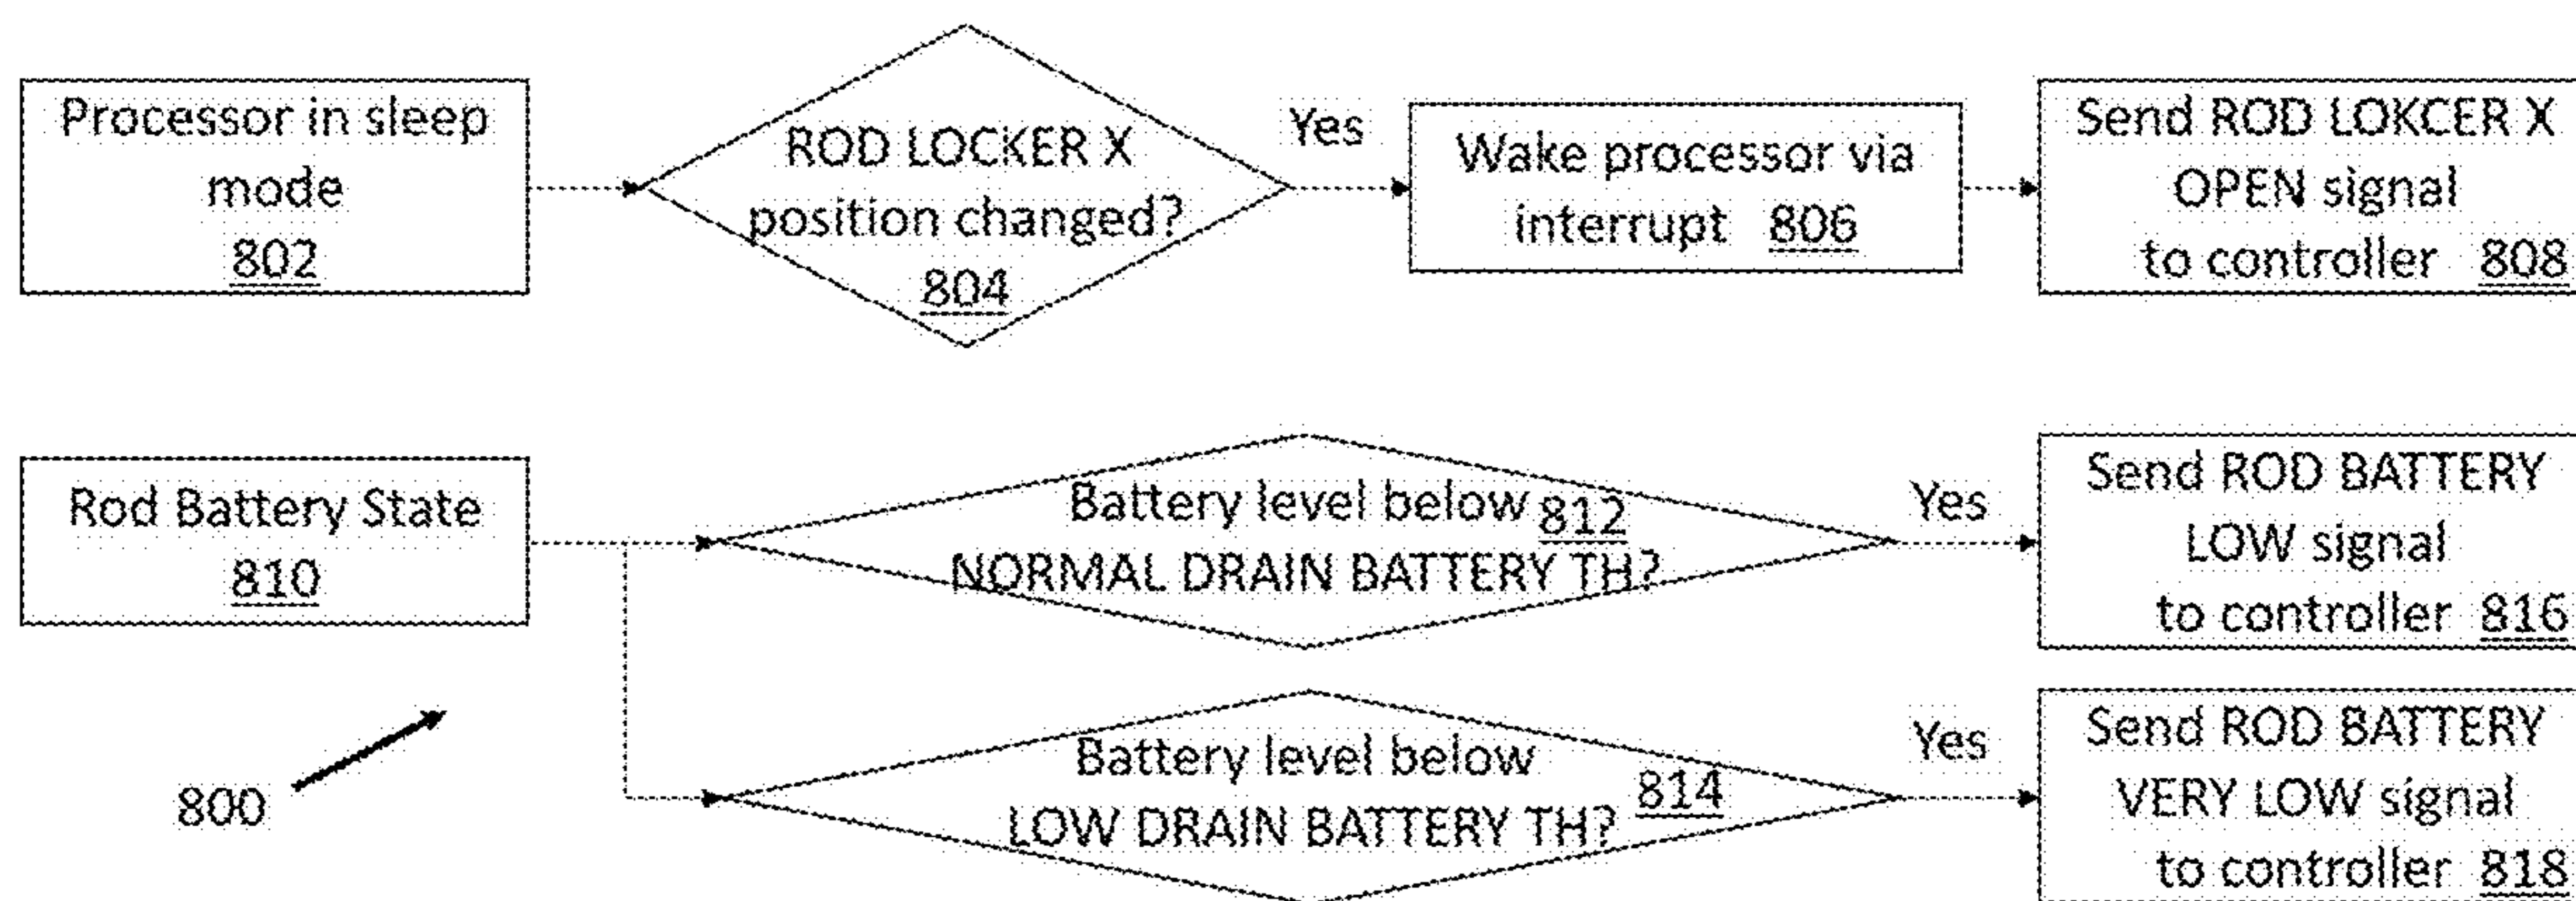 Processor in sleep
mode
802
ROD LOCKER X
position changed?
804
Yes
Wake processor via
interrupt 806
Send ROD LOKCER X
OPEN signal
to controller 808
Rod Battery State
810
Battery level below 812
NORMAL DRAIN BATTERY TH?
Yes
Send ROD BATTERY
LOW signal
to controller 816
Battery level below
LOW DRAIN BATTERY TH? 814
Yes
Send ROD BATTERY
VERY LOW signal
to controller 818
800